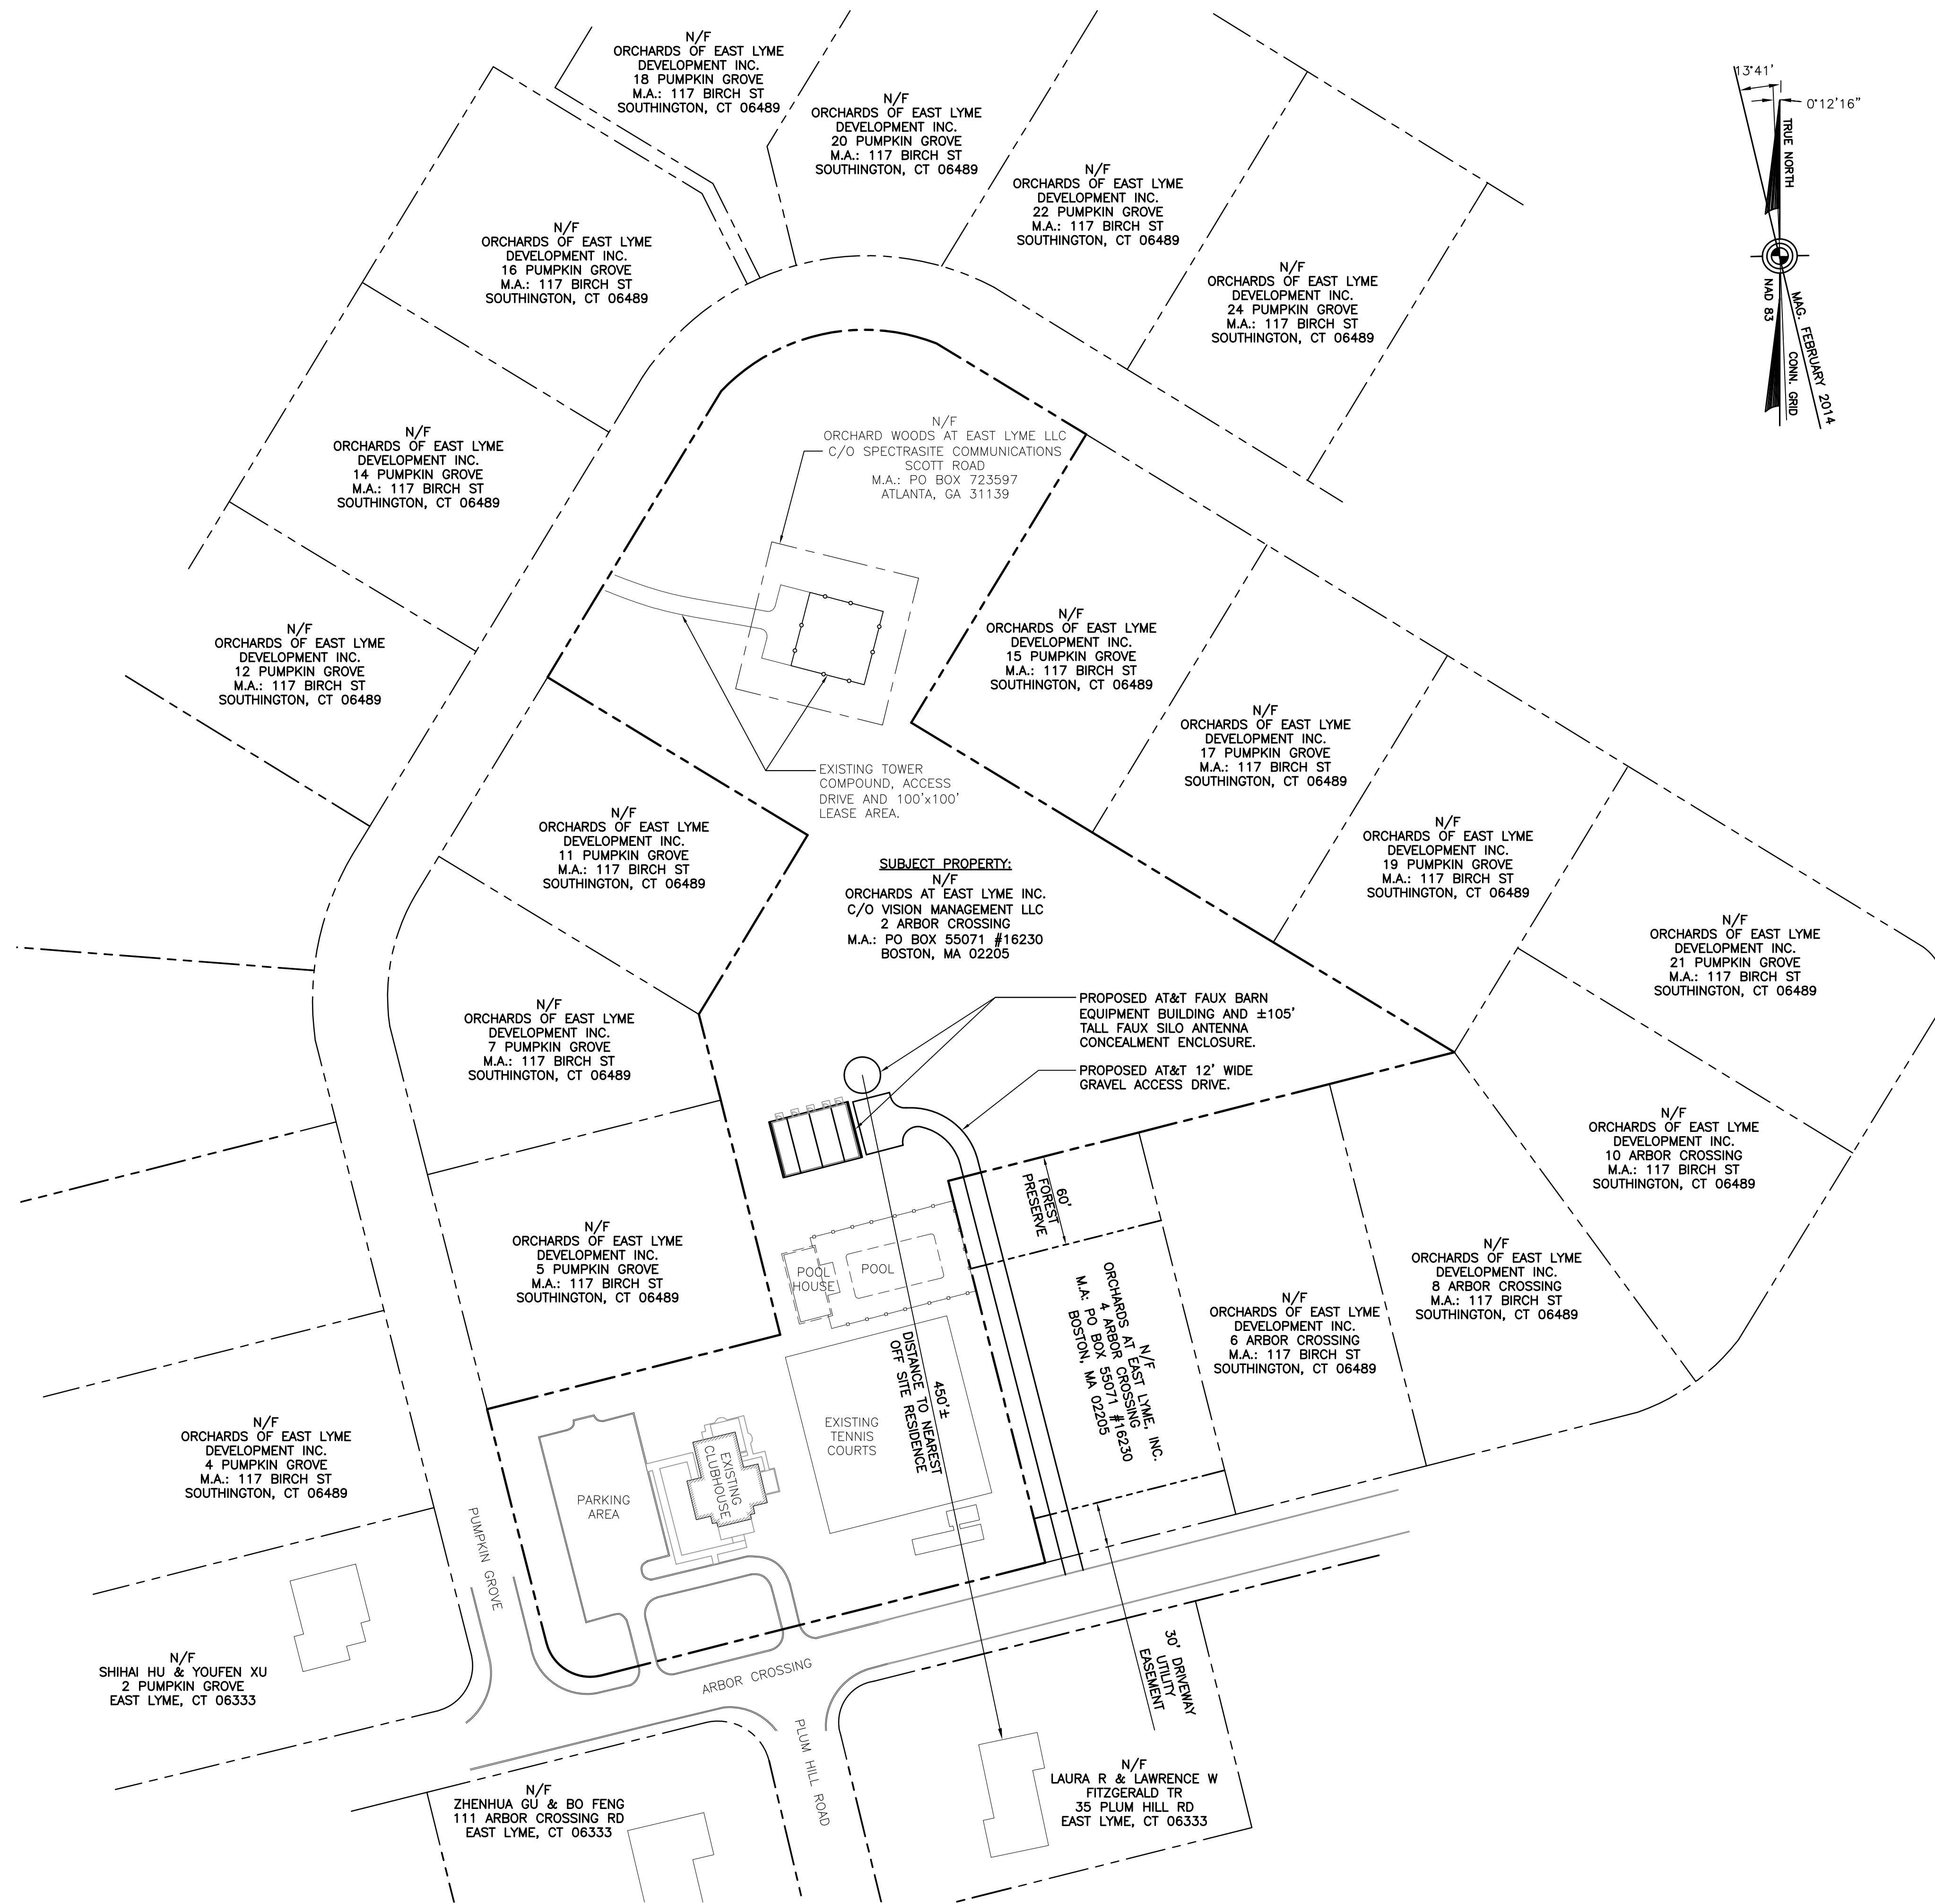 N/F
ORCHARDS OF EAST LYME
DEVELOPMENT INC.
18 PUMPKIN GROVE
M.A.: 117 BIRCH ST
SOUTHINGTON, CT 06489
N/F
ORCHARDS OF EAST LYME
DEVELOPMENT INC.
20 PUMPKIN GROVE
M.A.: 117 BIRCH ST
SOUTHINGTON, CT 06489
N/F
ORCHARDS OF EAST LYME
DEVELOPMENT INC.
22 PUMPKIN GROVE
M.A.: 117 BIRCH ST
SOUTHINGTON, CT 06489
N/F
ORCHARDS OF EAST LYME
DEVELOPMENT INC.
24 PUMPKIN GROVE
M.A.: 117 BIRCH ST
SOUTHINGTON, CT 06489
13°41'
0°12'16"
TRUE NORTH
NAD 83
MAG. FEBRUARY 2014
CONN. GRID
N/F
ORCHARDS OF EAST LYME
DEVELOPMENT INC.
16 PUMPKIN GROVE
M.A.: 117 BIRCH ST
SOUTHINGTON, CT 06489
N/F
ORCHARDS OF EAST LYME
DEVELOPMENT INC.
14 PUMPKIN GROVE
M.A.: 117 BIRCH ST
SOUTHINGTON, CT 06489
N/F
ORCHARD WOODS AT EAST LYME LLC
C/O SPECTRASITE COMMUNICATIONS
SCOTT ROAD
M.A.: PO BOX 723597
ATLANTA, GA 31139
N/F
ORCHARDS OF EAST LYME
DEVELOPMENT INC.
12 PUMPKIN GROVE
M.A.: 117 BIRCH ST
SOUTHINGTON, CT 06489
N/F
ORCHARDS OF EAST LYME
DEVELOPMENT INC.
15 PUMPKIN GROVE
M.A.: 117 BIRCH ST
SOUTHINGTON, CT 06489
N/F
ORCHARDS OF EAST LYME
DEVELOPMENT INC.
17 PUMPKIN GROVE
M.A.: 117 BIRCH ST
SOUTHINGTON, CT 06489
EXISTING TOWER
COMPOUND, ACCESS
DRIVE AND 100'x100'
LEASE AREA.
N/F
ORCHARDS OF EAST LYME
DEVELOPMENT INC.
11 PUMPKIN GROVE
M.A.: 117 BIRCH ST
SOUTHINGTON, CT 06489
N/F
ORCHARDS OF EAST LYME
DEVELOPMENT INC.
19 PUMPKIN GROVE
M.A.: 117 BIRCH ST
SOUTHINGTON, CT 06489
SUBJECT PROPERTY:
N/F
ORCHARDS AT EAST LYME INC.
C/O VISION MANAGEMENT LLC
2 ARBOR CROSSING
M.A.: PO BOX 55071 #16230
BOSTON, MA 02205
N/F
ORCHARDS OF EAST LYME
DEVELOPMENT INC.
21 PUMPKIN GROVE
M.A.: 117 BIRCH ST
SOUTHINGTON, CT 06489
N/F
ORCHARDS OF EAST LYME
DEVELOPMENT INC.
7 PUMPKIN GROVE
M.A.: 117 BIRCH ST
SOUTHINGTON, CT 06489
PROPOSED AT&T FAUX BARN
EQUIPMENT BUILDING AND ±105'
TALL FAUX SILO ANTENNA
CONCEALMENT ENCLOSURE.
PROPOSED AT&T 12' WIDE
GRAVEL ACCESS DRIVE.
N/F
ORCHARDS OF EAST LYME
DEVELOPMENT INC.
10 ARBOR CROSSING
M.A.: 117 BIRCH ST
SOUTHINGTON, CT 06489
60'
FOREST
PRESERVE
N/F
ORCHARDS OF EAST LYME
DEVELOPMENT INC.
5 PUMPKIN GROVE
M.A.: 117 BIRCH ST
SOUTHINGTON, CT 06489
POOL
HOUSE
POOL
N/F
ORCHARDS AT EAST LYME, INC.
4 ARBOR CROSSING
M.A: PO BOX 55071 #16230
BOSTON, MA 02205
N/F
ORCHARDS OF EAST LYME
DEVELOPMENT INC.
6 ARBOR CROSSING
M.A.: 117 BIRCH ST
SOUTHINGTON, CT 06489
N/F
ORCHARDS OF EAST LYME
DEVELOPMENT INC.
8 ARBOR CROSSING
M.A.: 117 BIRCH ST
SOUTHINGTON, CT 06489
450'±
DISTANCE TO NEAREST
OFF SITE RESIDENCE
EXISTING
TENNIS
COURTS
EXISTING
CLUBHOUSE
PARKING
AREA
N/F
ORCHARDS OF EAST LYME
DEVELOPMENT INC.
4 PUMPKIN GROVE
M.A.: 117 BIRCH ST
SOUTHINGTON, CT 06489
PUMPKIN GROVE
N/F
SHIHAI HU & YOUFEN XU
2 PUMPKIN GROVE
EAST LYME, CT 06333
ARBOR CROSSING
30' DRIVEWAY
UTILITY
EASEMENT
PLUM HILL ROAD
N/F
ZHENHUA GU & BO FENG
111 ARBOR CROSSING RD
EAST LYME, CT 06333
N/F
LAURA R & LAWRENCE W
FITZGERALD TR
35 PLUM HILL RD
EAST LYME, CT 06333